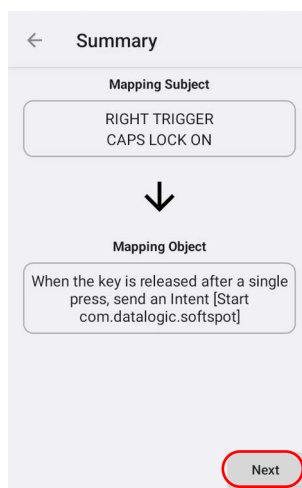 Summary
Mapping Subject
RIGHT TRIGGER
CAPS LOCK ON
Mapping Object
When the key is released after a single
press, send an Intent [Start
com.datalogic.softspot]
Next